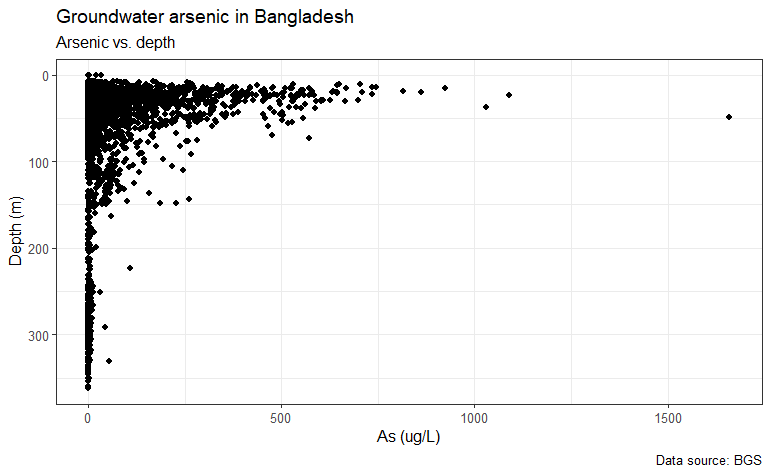 Groundwater arsenic in Bangladesh
Arsenic vs. depth
0
100
200
300
Depth (m)
0 500 1000 1500
As (ug/L)
Data source: BGS